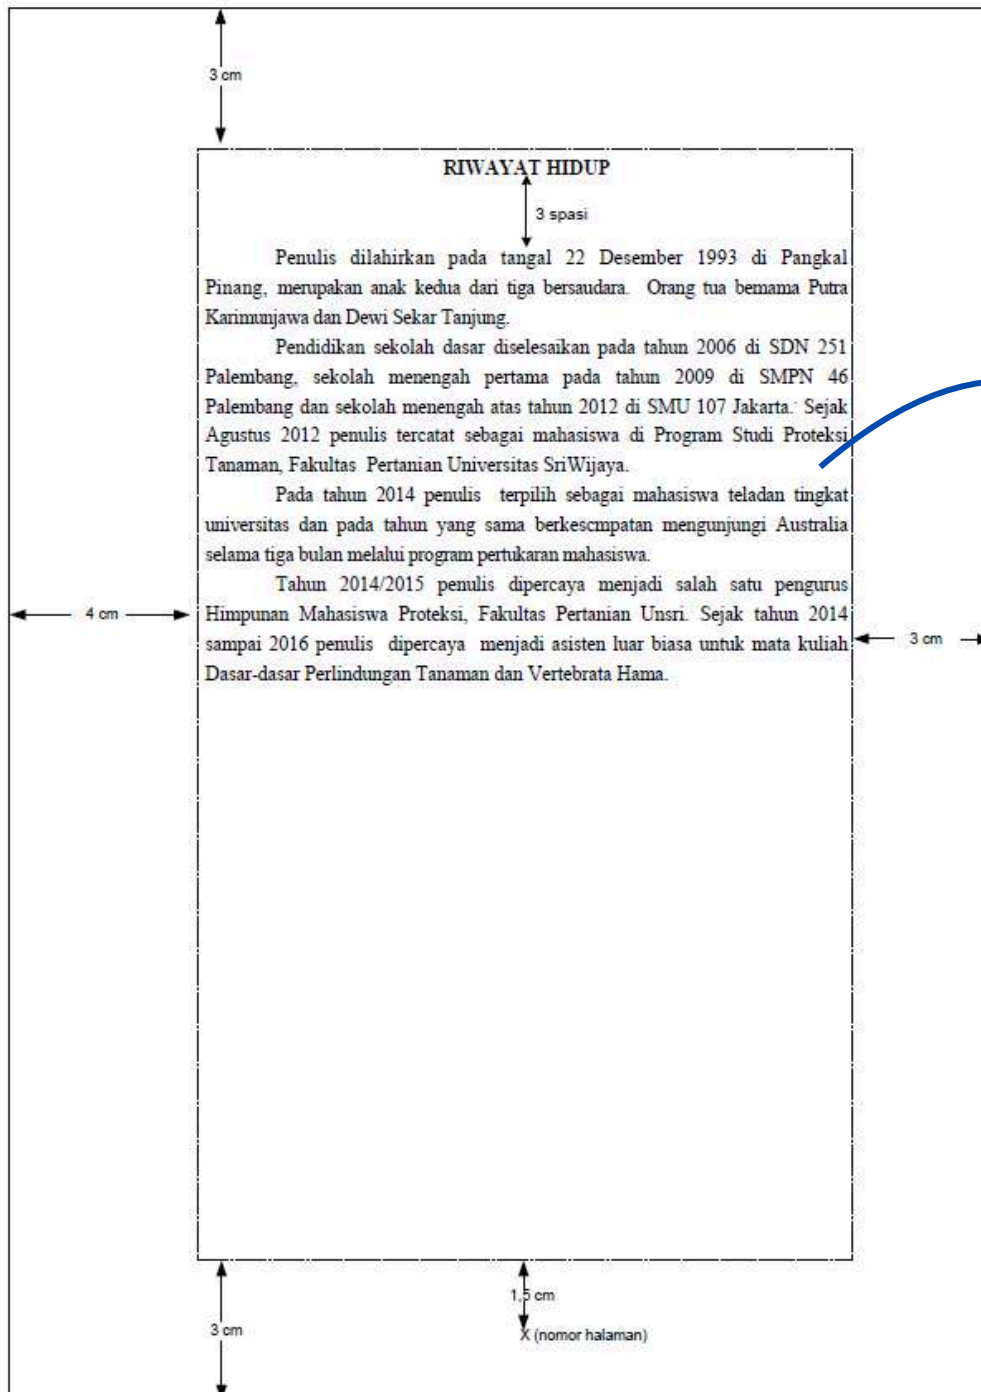 3 cm
RIWAYAT HIDUP
3 spasi
Penulis dilahirkan pada tangal 22 Desember 1993 di Pangkal
Pinang, merupakan anak kedua dari tiga bersaudara. Orang tua bemama Putra
Karimunjawa dan Dewi Sekar Tanjung.
Pendidikan sekolah dasar diselesaikan pada tahun 2006 di SDN 251
Palembang, sekolah menengah pertama pada tahun 2009 di SMPN 46
Palembang dan sekolah menengah atas tahun 2012 di SMU 107 Jakarta. Sejak
Agustus 2012 penulis tercatat sebagai mahasiswa di Program Studi Proteksi
Tanaman, Fakultas Pertanian Universitas SriWijaya.
Pada tahun 2014 penulis terpilih sebagai mahasiswa teladan tingkat
universitas dan pada tahun yang sama berkescmpatan mengunjungi Australia
selama tiga bulan melalui program pertukaran mahasiswa.
Tahun 2014/2015 penulis dipercaya menjadi salah satu pengurus
4 cm
Himpunan Mahasiswa Proteksi, Fakultas Pertanian Unsri. Sejak tahun 2014
sampai 2016 penulis dipercaya menjadi asisten luar biasa untuk mata kuliah
3 cm
Dasar-dasar Perlindungan Tanaman dan Vertebrata Hama.
1,5 cm
3 cm
X (nomor halaman)